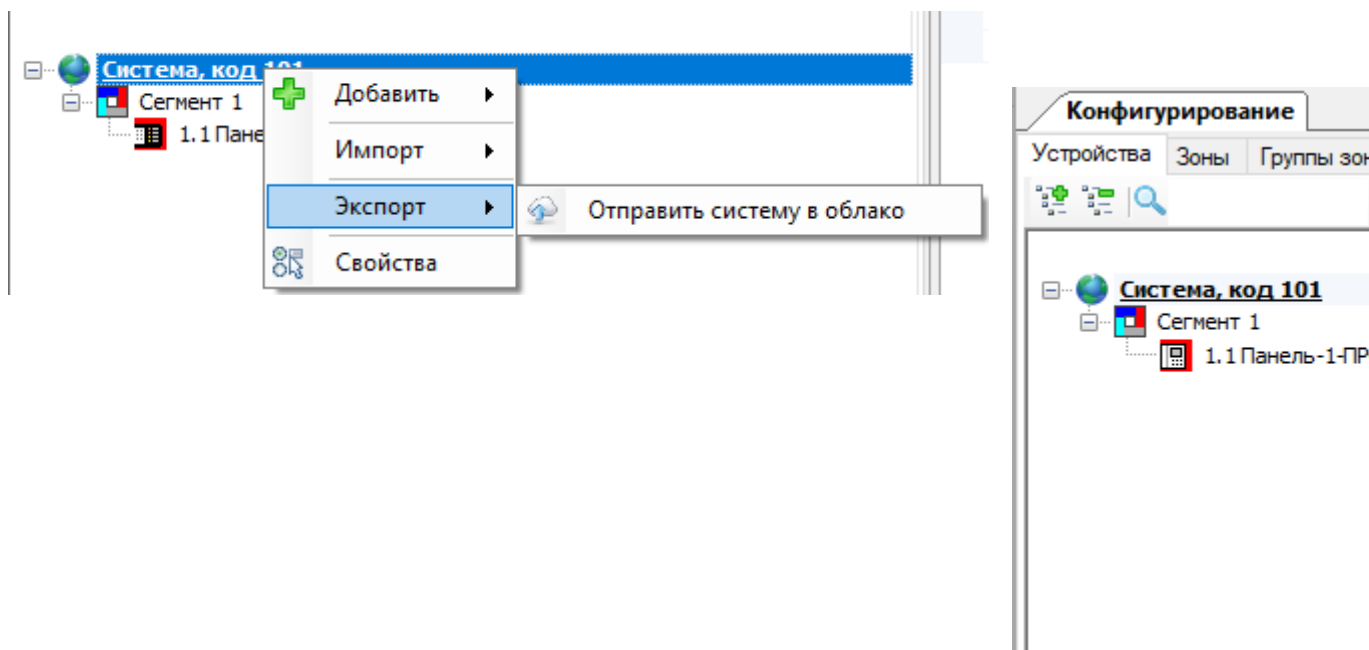 Система, код 101
Сегмент 1
1.1 Пане
Добавить
Импорт
Экспорт
Отправить систему в облако
Свойства
Конфигурирование
Устройства Зоны Группы зон
Система, код 101
Сегмент 1
1.1 Панель-1-ПР